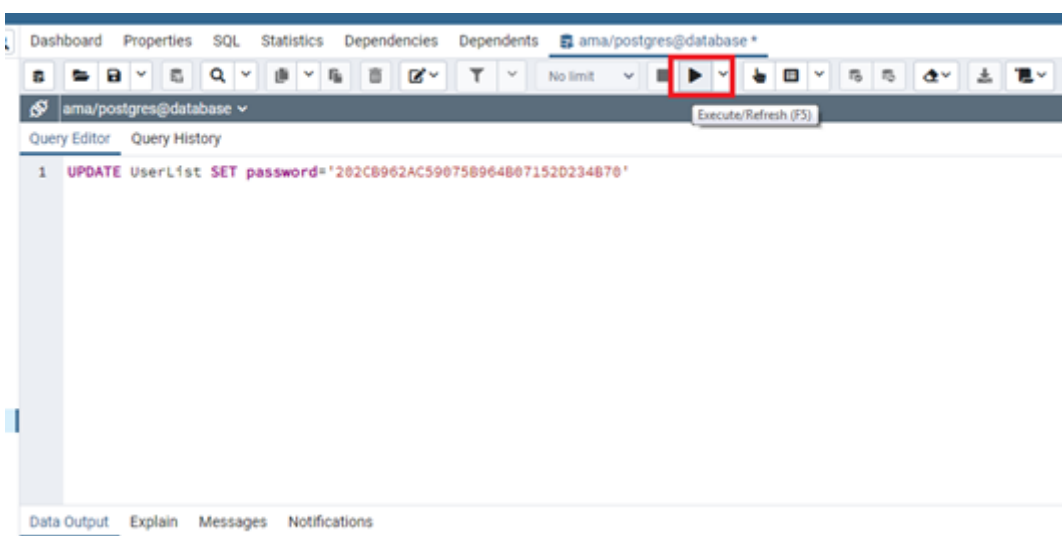 Dashboard Properties SQL Statistics Dependencies Dependents ama/postgres@database *
No limit
ama/postgres@database
Execute/Refresh (F5)
Query Editor Query History
1 UPDATE UserList SET password='202CB962AC59075B964B07152D234B70'
Data Output Explain Messages Notifications